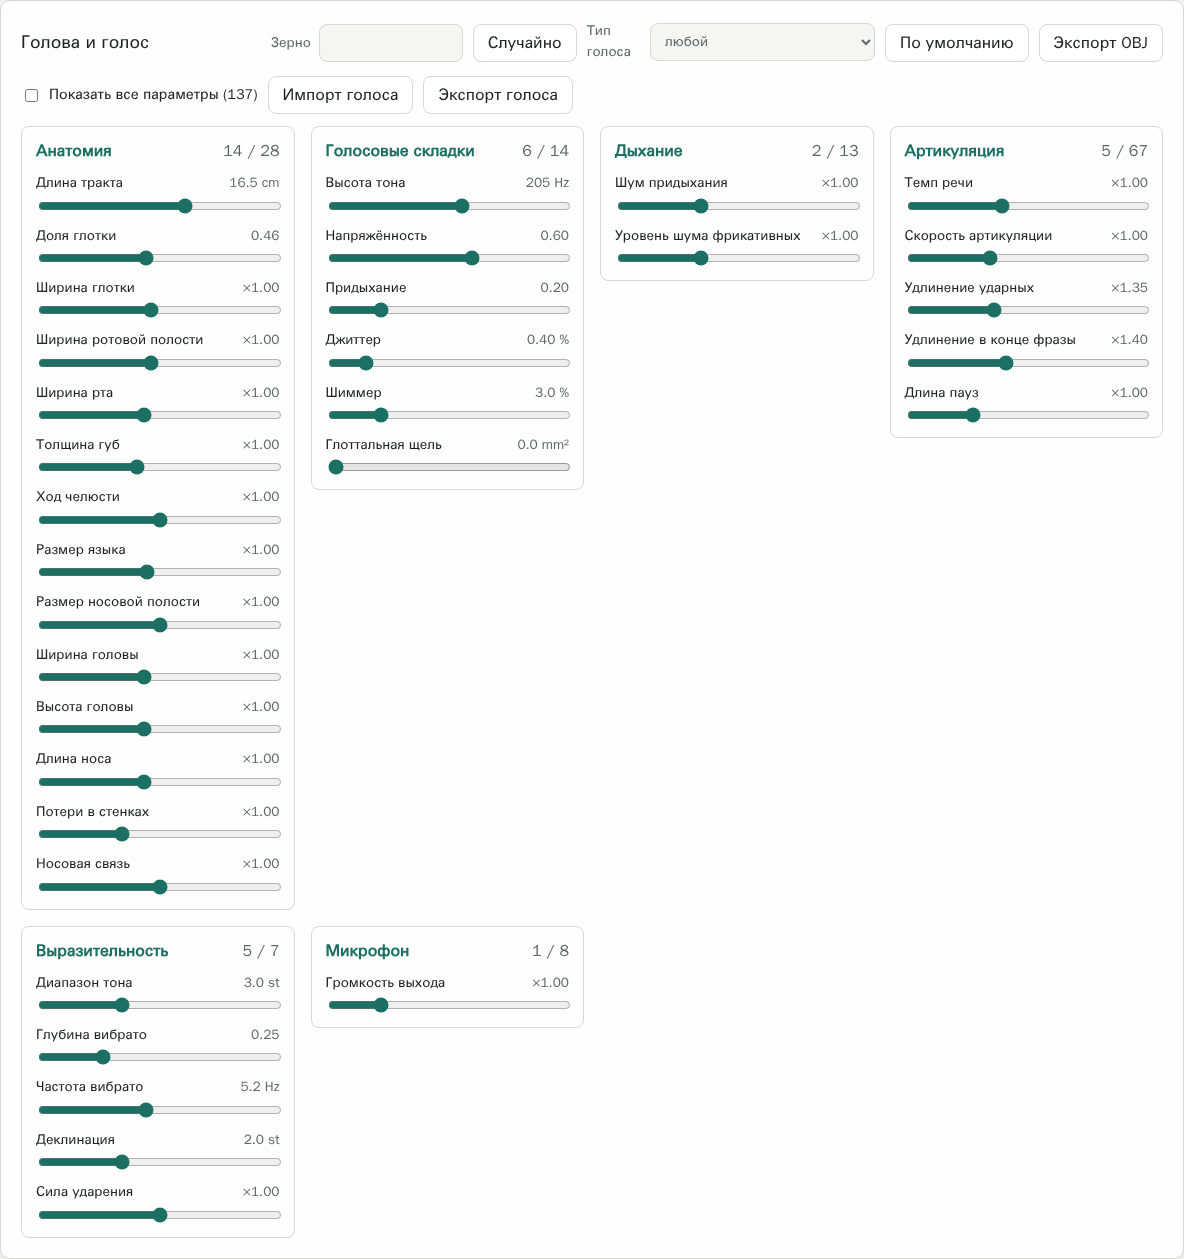 Голова и голос
Зерно
Случайно
Тип голоса
любой
По умолчанию
Экспорт OBJ
Показать все параметры (137)
Импорт голоса
Экспорт голоса
Анатомия 14 / 28
Длина тракта 16.5 cm
Доля глотки 0.46
Ширина глотки ×1.00
Ширина ротовой полости ×1.00
Ширина рта ×1.00
Толщина губ ×1.00
Ход челюсти ×1.00
Размер языка ×1.00
Размер носовой полости ×1.00
Ширина головы ×1.00
Высота головы ×1.00
Длина носа ×1.00
Потери в стенках ×1.00
Носовая связь ×1.00
Голосовые складки 6 / 14
Высота тона 205 Hz
Напряжённость 0.60
Придыхание 0.20
Джиттер 0.40 %
Шиммер 3.0 %
Глоттальная щель 0.0 mm²
Дыхание 2 / 13
Шум придыхания ×1.00
Уровень шума фрикативных ×1.00
Артикуляция 5 / 67
Темп речи ×1.00
Скорость артикуляции ×1.00
Удлинение ударных ×1.35
Удлинение в конце фразы ×1.40
Длина пауз ×1.00
Выразительность 5 / 7
Диапазон тона 3.0 st
Глубина вибрато 0.25
Частота вибрато 5.2 Hz
Деклинация 2.0 st
Сила ударения ×1.00
Микрофон 1 / 8
Громкость выхода ×1.00